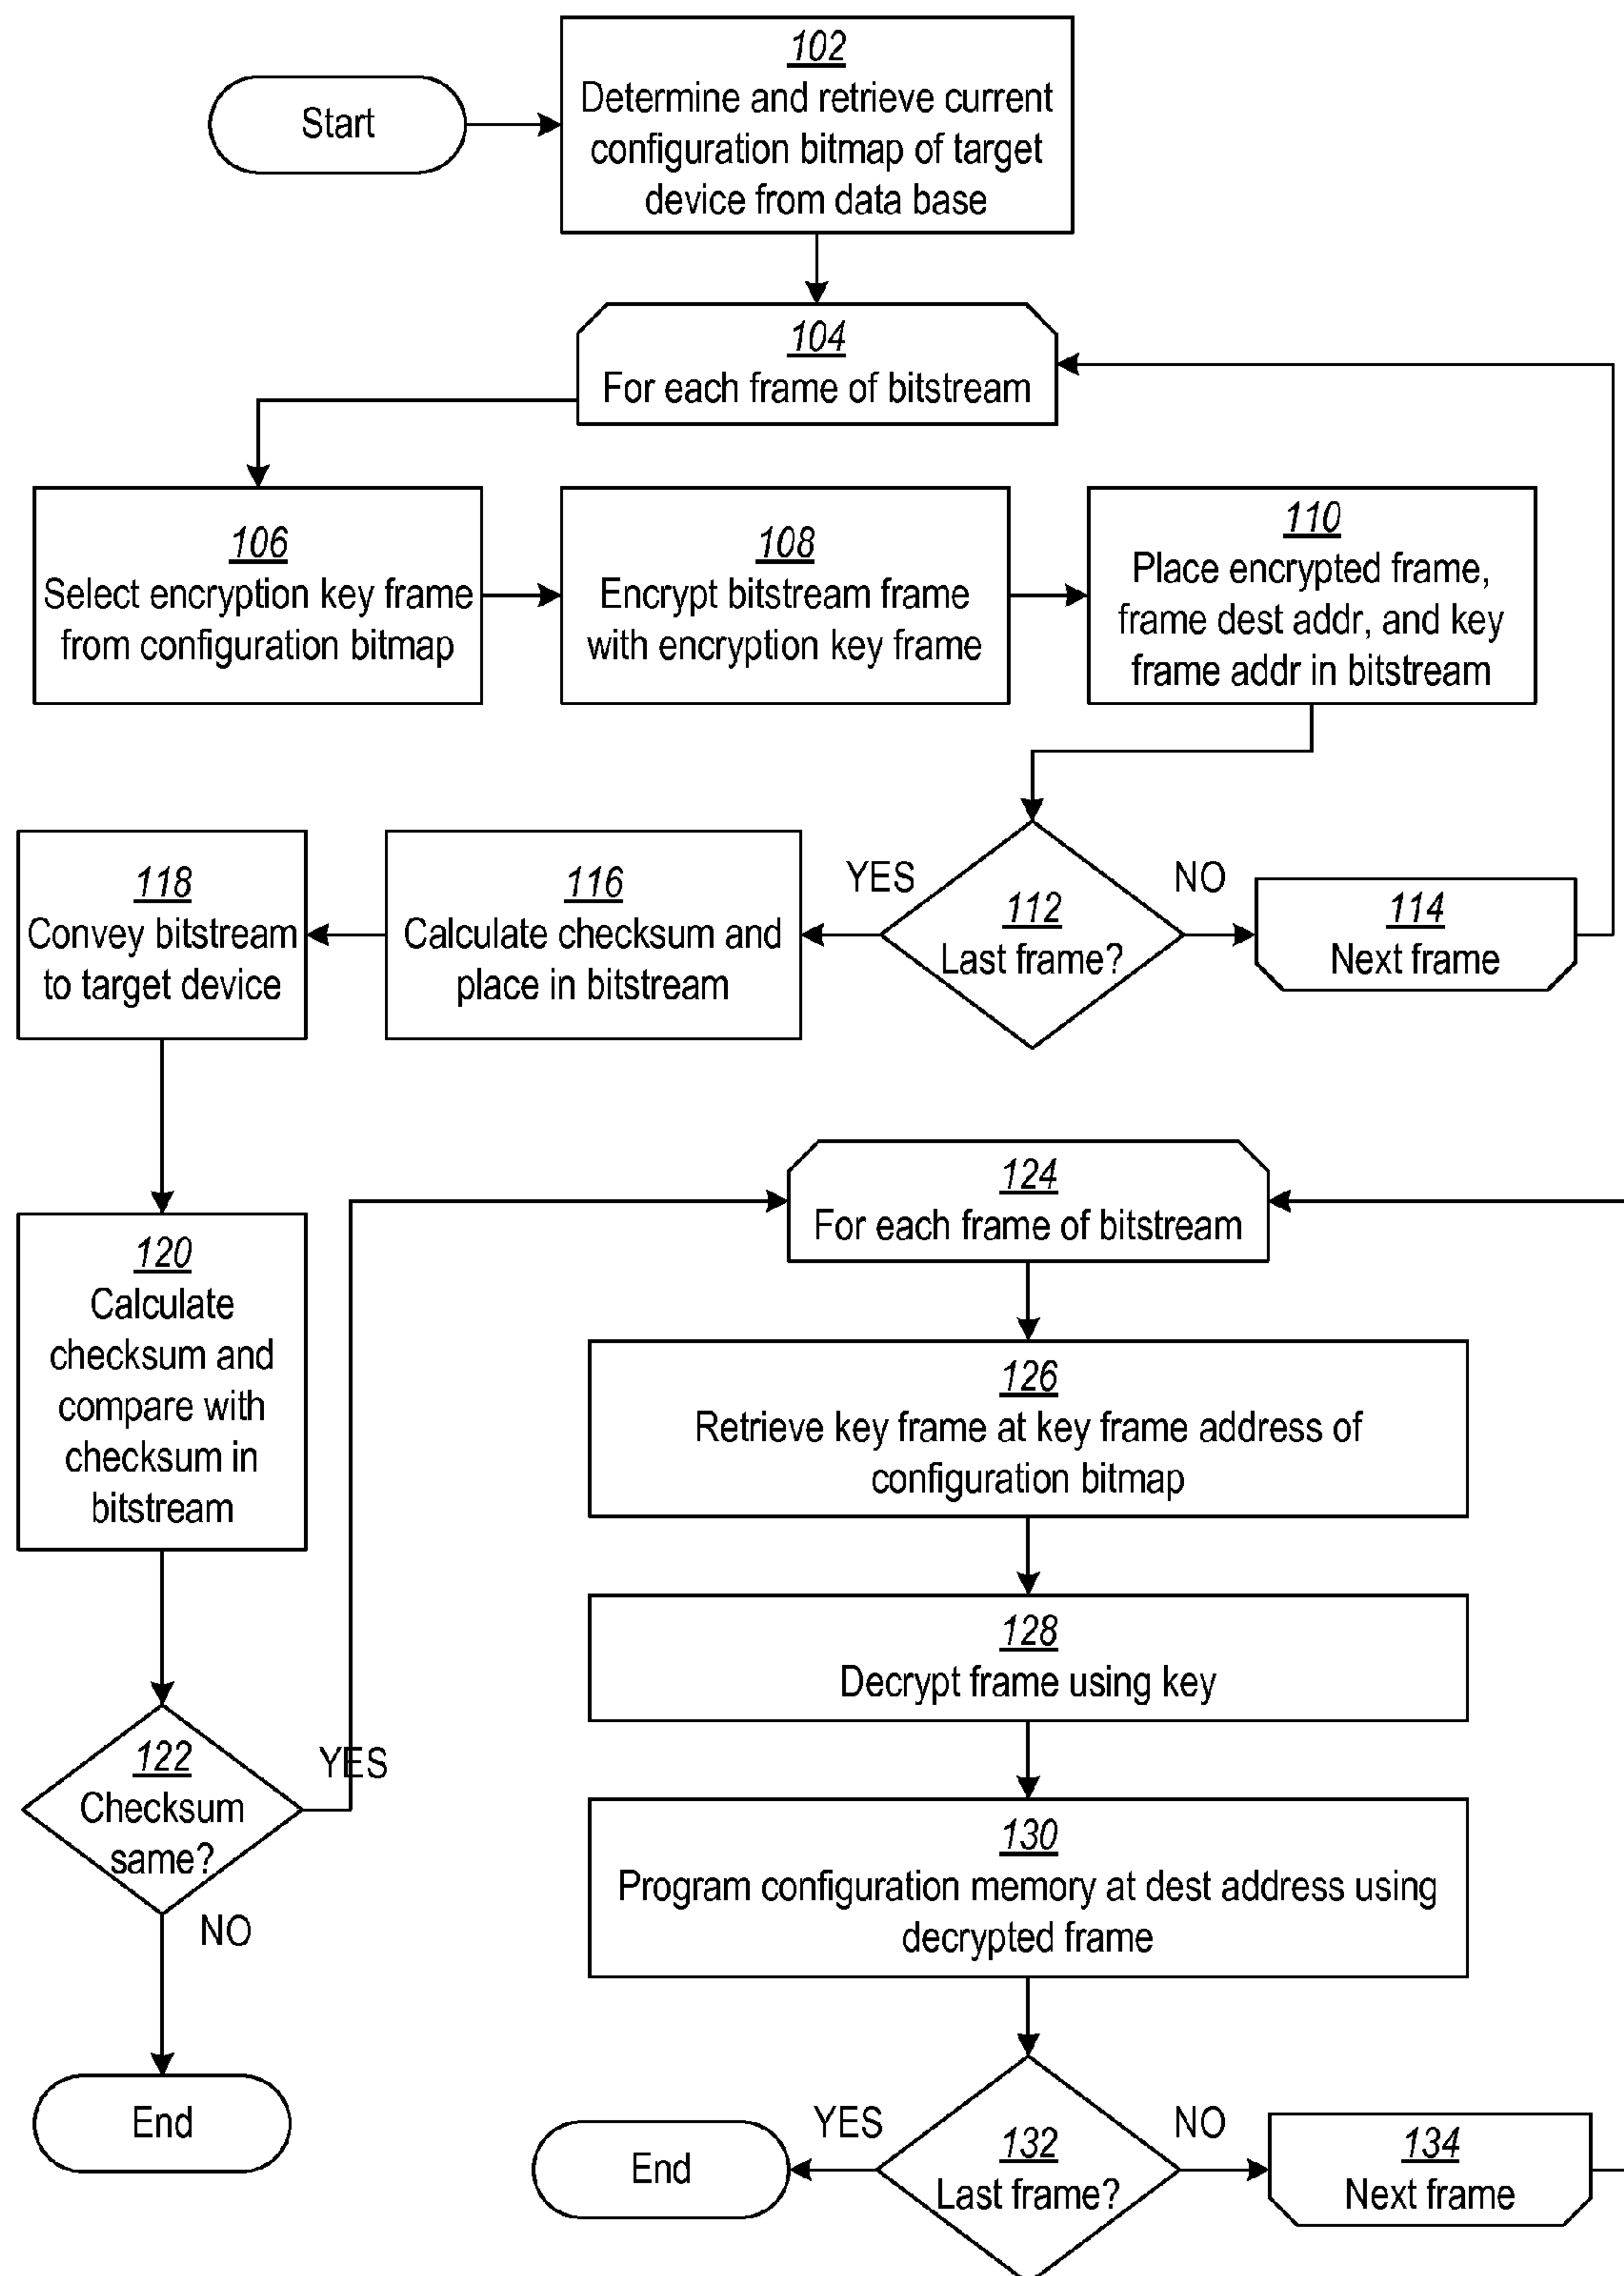 Start
102
Determine and retrieve current
configuration bitmap of target
device from data base
104
For each frame of bitstream
106
Select encryption key frame
from configuration bitmap
108
Encrypt bitstream frame
with encryption key frame
110
Place encrypted frame,
frame dest addr, and key
frame addr in bitstream
112
Last frame?
YES
NO
114
Next frame
116
Calculate checksum and
place in bitstream
118
Convey bitstream
to target device
120
Calculate
checksum and
compare with
checksum in
bitstream
122
Checksum
same?
YES
NO
End
124
For each frame of bitstream
126
Retrieve key frame at key frame address of
configuration bitmap
128
Decrypt frame using key
130
Program configuration memory at dest address using
decrypted frame
132
Last frame?
YES
NO
End
134
Next frame